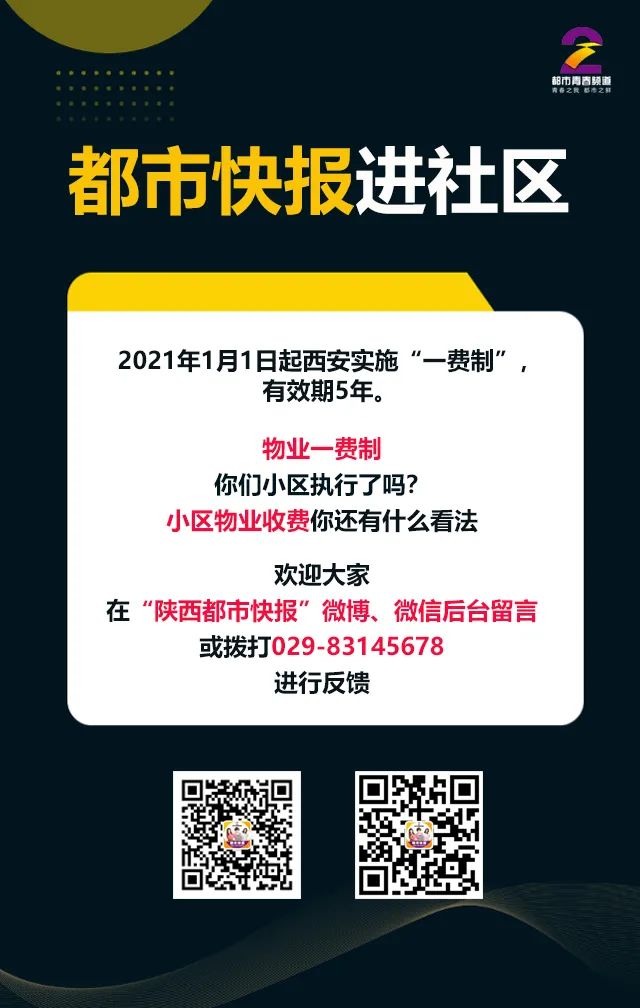 都市青春频道
青春之我 都市之鲜
都市快报进社区
2021年1月1日起西安实施“一费制”，
有效期5年。
物业一费制
你们小区执行了吗？
小区物业收费你还有什么看法
欢迎大家
在“陕西都市快报”微博、微信后台留言
或拨打029-83145678
进行反馈